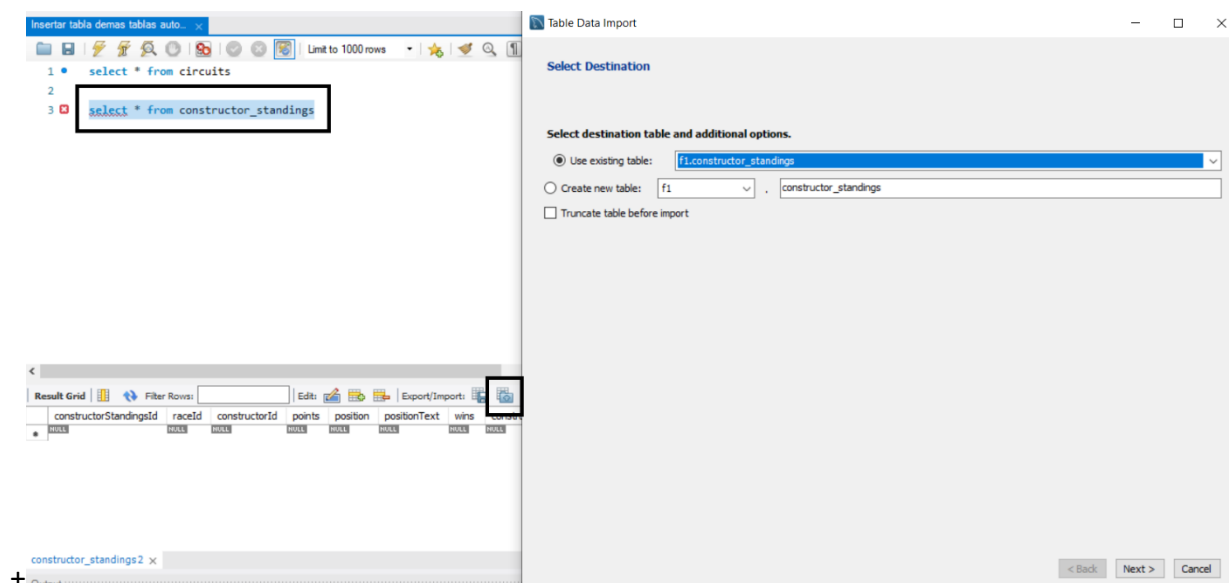 Insertar tabla demas tablas auto..
Limit to 1000 rows
1 select * from circuits
2
3 select * from constructor_standings
Result Grid Filter Rows: Edit: Export/Import:
constructorStandingsId raceId constructorId points position positionText wins
NULL NULL NULL NULL NULL NULL NULL NULL
constructor_standings2
+
Table Data Import
Select Destination
Select destination table and additional options.
Use existing table: f1.constructor_standings
Create new table: f1 . constructor_standings
Truncate table before import
< Back Next > Cancel